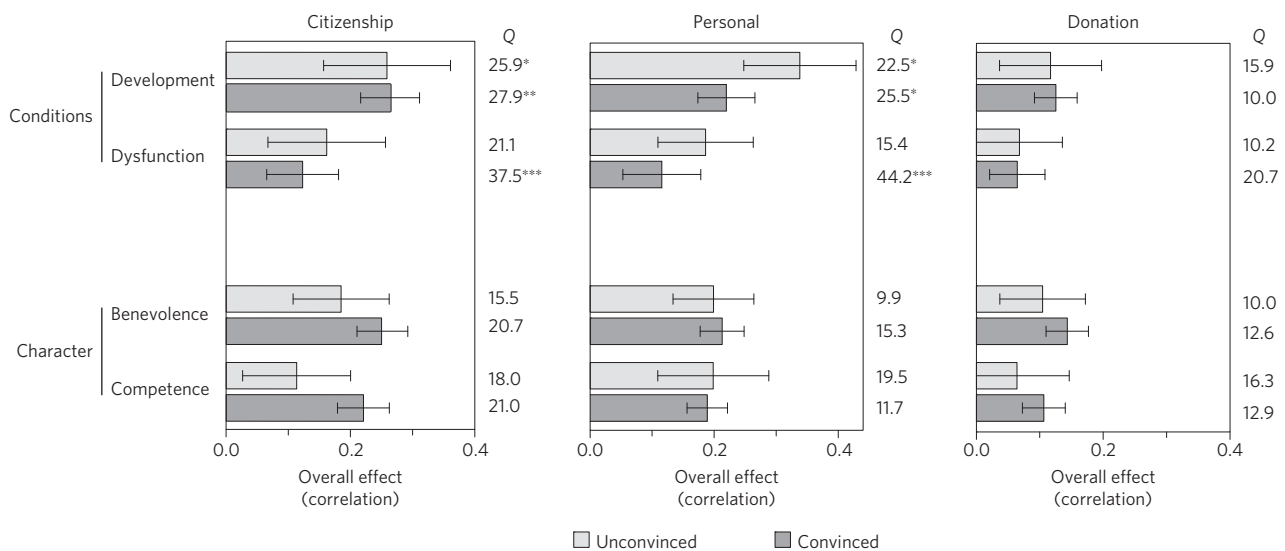 Citizenship Personal Donation
Q Q Q
Conditions
Development
25.9* 22.5* 15.9
27.9** 25.5* 10.0
Dysfunction
21.1 15.4 10.2
37.5*** 44.2*** 20.7
Character
Benevolence
15.5 9.9 10.0
20.7 15.3 12.6
Competence
18.0 19.5 16.3
21.0 11.7 12.9
0.0 0.2 0.4 0.0 0.2 0.4 0.0 0.2 0.4
Overall effect Overall effect Overall effect
(correlation) (correlation) (correlation)
Unconvinced Convinced